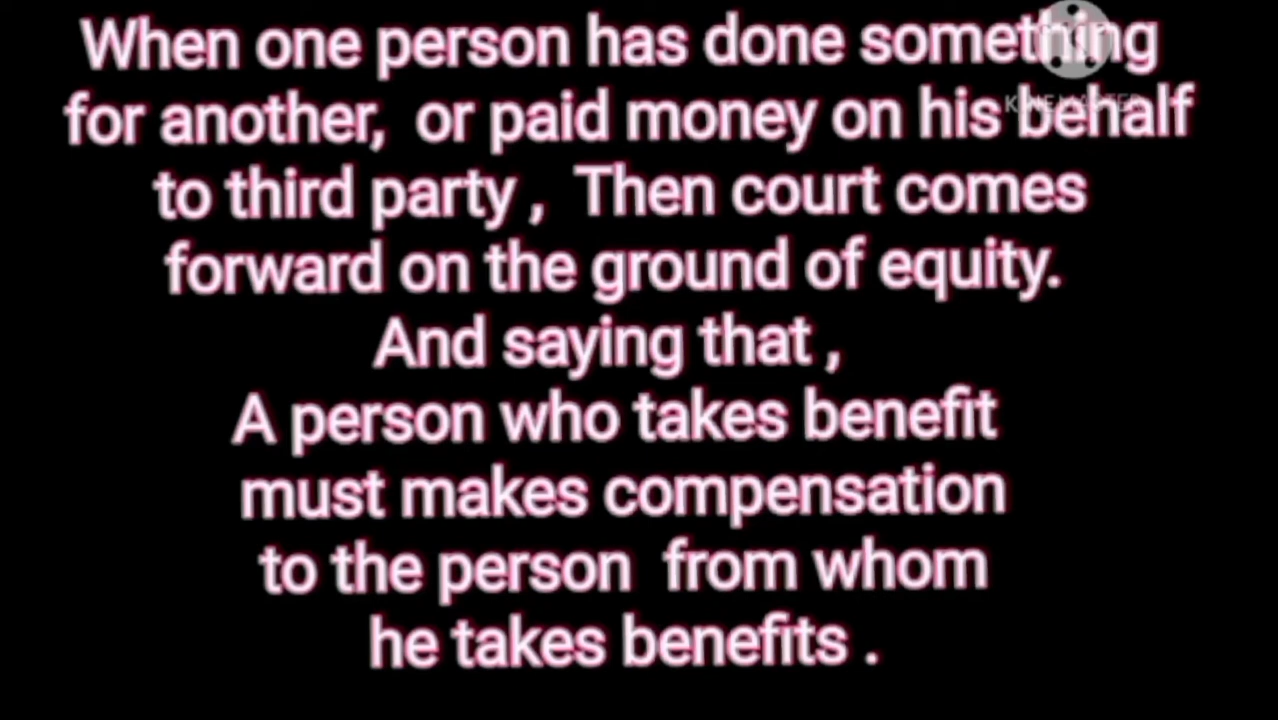 When one person has done something
for another, or paid money on his behalf
to third party , Then court comes
forward on the ground of equity.
And saying that ,
A person who takes benefit
must makes compensation
to the person from whom
he takes benefits .
KINEMASTER